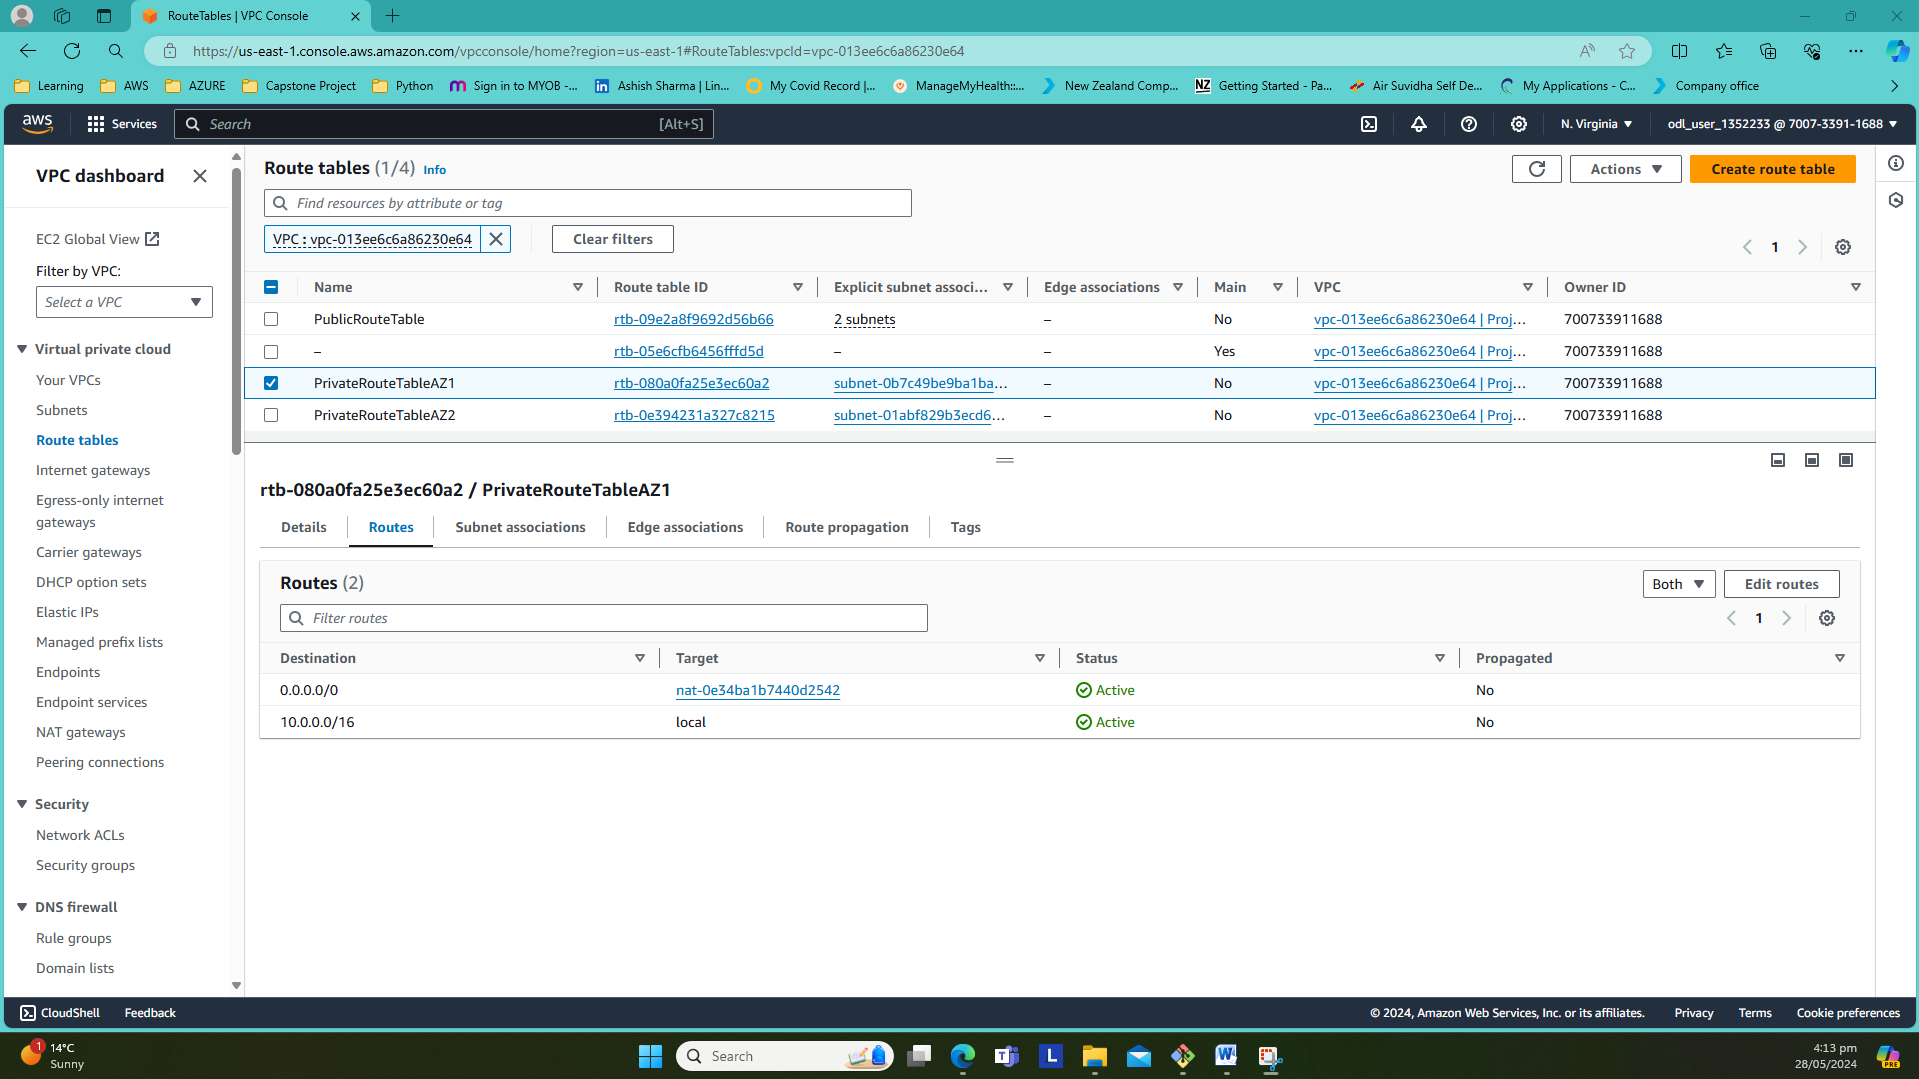 RouteTables | VPC Console
https://us-east-1.console.aws.amazon.com/vpcconsole/home?region=us-east-1#RouteTables:vpcId=vpc-013ee6c6a86230e64
Learning AWS AZURE Capstone Project Python Sign in to MYOB -... Ashish Sharma | Lin... My Covid Record |... ManageMyHealth::... New Zealand Comp... NZ Getting Started - Pa... Air Suvidha Self De... My Applications - C... Company office
aws Services Search [Alt+S] N. Virginia odl_user_1352233 @ 7007-3391-1688
VPC dashboard
EC2 Global View
Filter by VPC:
Select a VPC
Virtual private cloud
Your VPCs
Subnets
Route tables
Internet gateways
Egress-only internet
gateways
Carrier gateways
DHCP option sets
Elastic IPs
Managed prefix lists
Endpoints
Endpoint services
NAT gateways
Peering connections
Security
Network ACLs
Security groups
DNS firewall
Rule groups
Domain lists
Route tables (1/4) Info
Actions Create route table
Find resources by attribute or tag
VPC : vpc-013ee6c6a86230e64 Clear filters
1
Name Route table ID Explicit subnet associ... Edge associations Main VPC Owner ID
PublicRouteTable rtb-09e2a8f9692d56b66 2 subnets – No vpc-013ee6c6a86230e64 | Proj... 700733911688
– rtb-05e6cfb6456fffd5d – – Yes vpc-013ee6c6a86230e64 | Proj... 700733911688
PrivateRouteTableAZ1 rtb-080a0fa25e3ec60a2 subnet-0b7c49be9ba1ba... – No vpc-013ee6c6a86230e64 | Proj... 700733911688
PrivateRouteTableAZ2 rtb-0e394231a327c8215 subnet-01abf829b3ecd6... – No vpc-013ee6c6a86230e64 | Proj... 700733911688
rtb-080a0fa25e3ec60a2 / PrivateRouteTableAZ1
Details Routes Subnet associations Edge associations Route propagation Tags
Routes (2)
Both Edit routes
Filter routes
1
Destination Target Status Propagated
0.0.0.0/0 nat-0e34ba1b7440d2542 Active No
10.0.0.0/16 local Active No
CloudShell Feedback © 2024, Amazon Web Services, Inc. or its affiliates. Privacy Terms Cookie preferences
1
14°C
Sunny
Search
L
PRE
4:13 pm
28/05/2024